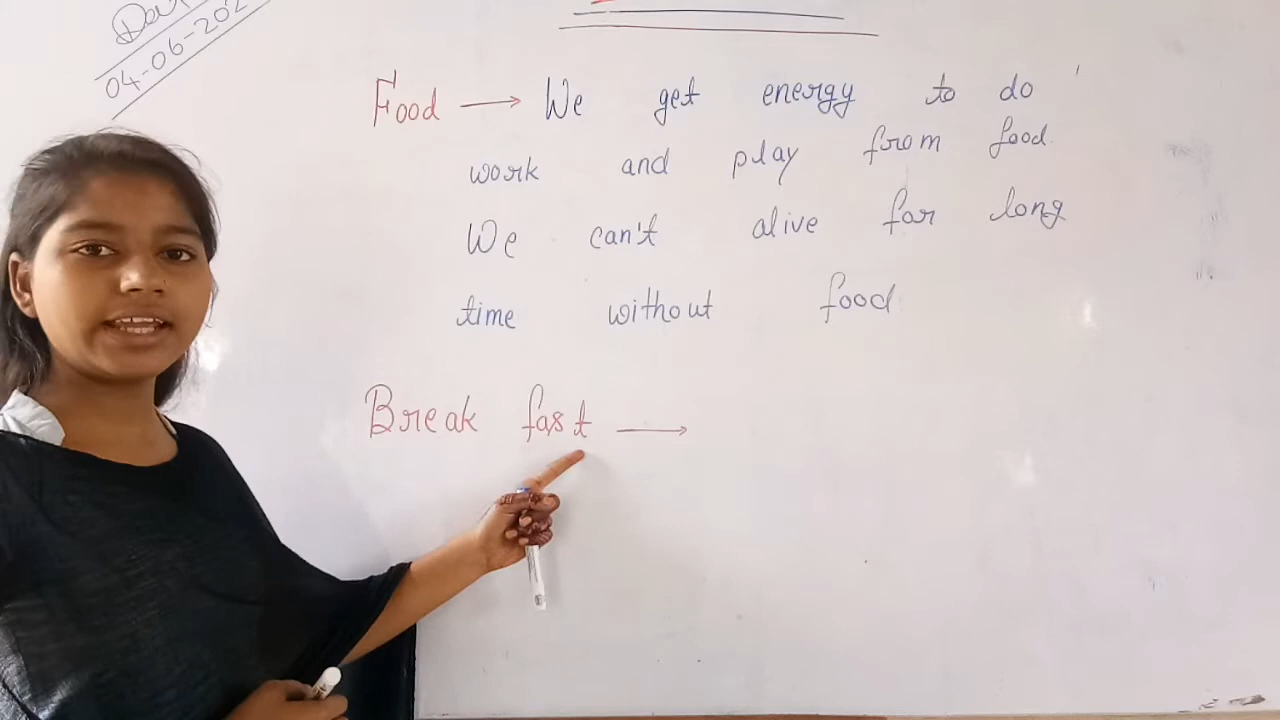 04-06-202
Food → We get energy to do
work and play from food.
We can't alive for long
time without food
Break fast →